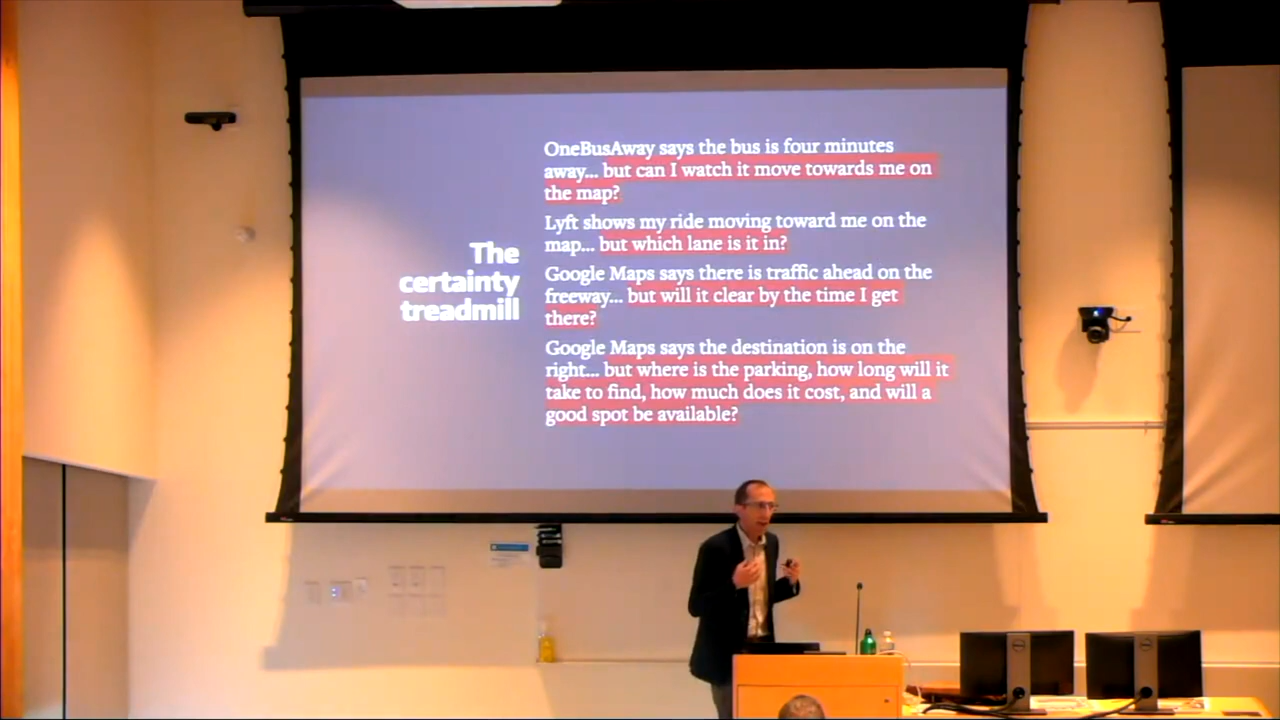 The
certainty
treadmill
OneBusAway says the bus is four minutes
away... but can I watch it move towards me on
the map?
Lyft shows my ride moving toward me on the
map... but which lane is it in?
Google Maps says there is traffic ahead on the
freeway... but will it clear by the time I get
there?
Google Maps says the destination is on the
right... but where is the parking, how long will it
take to find, how much does it cost, and will a
good spot be available?